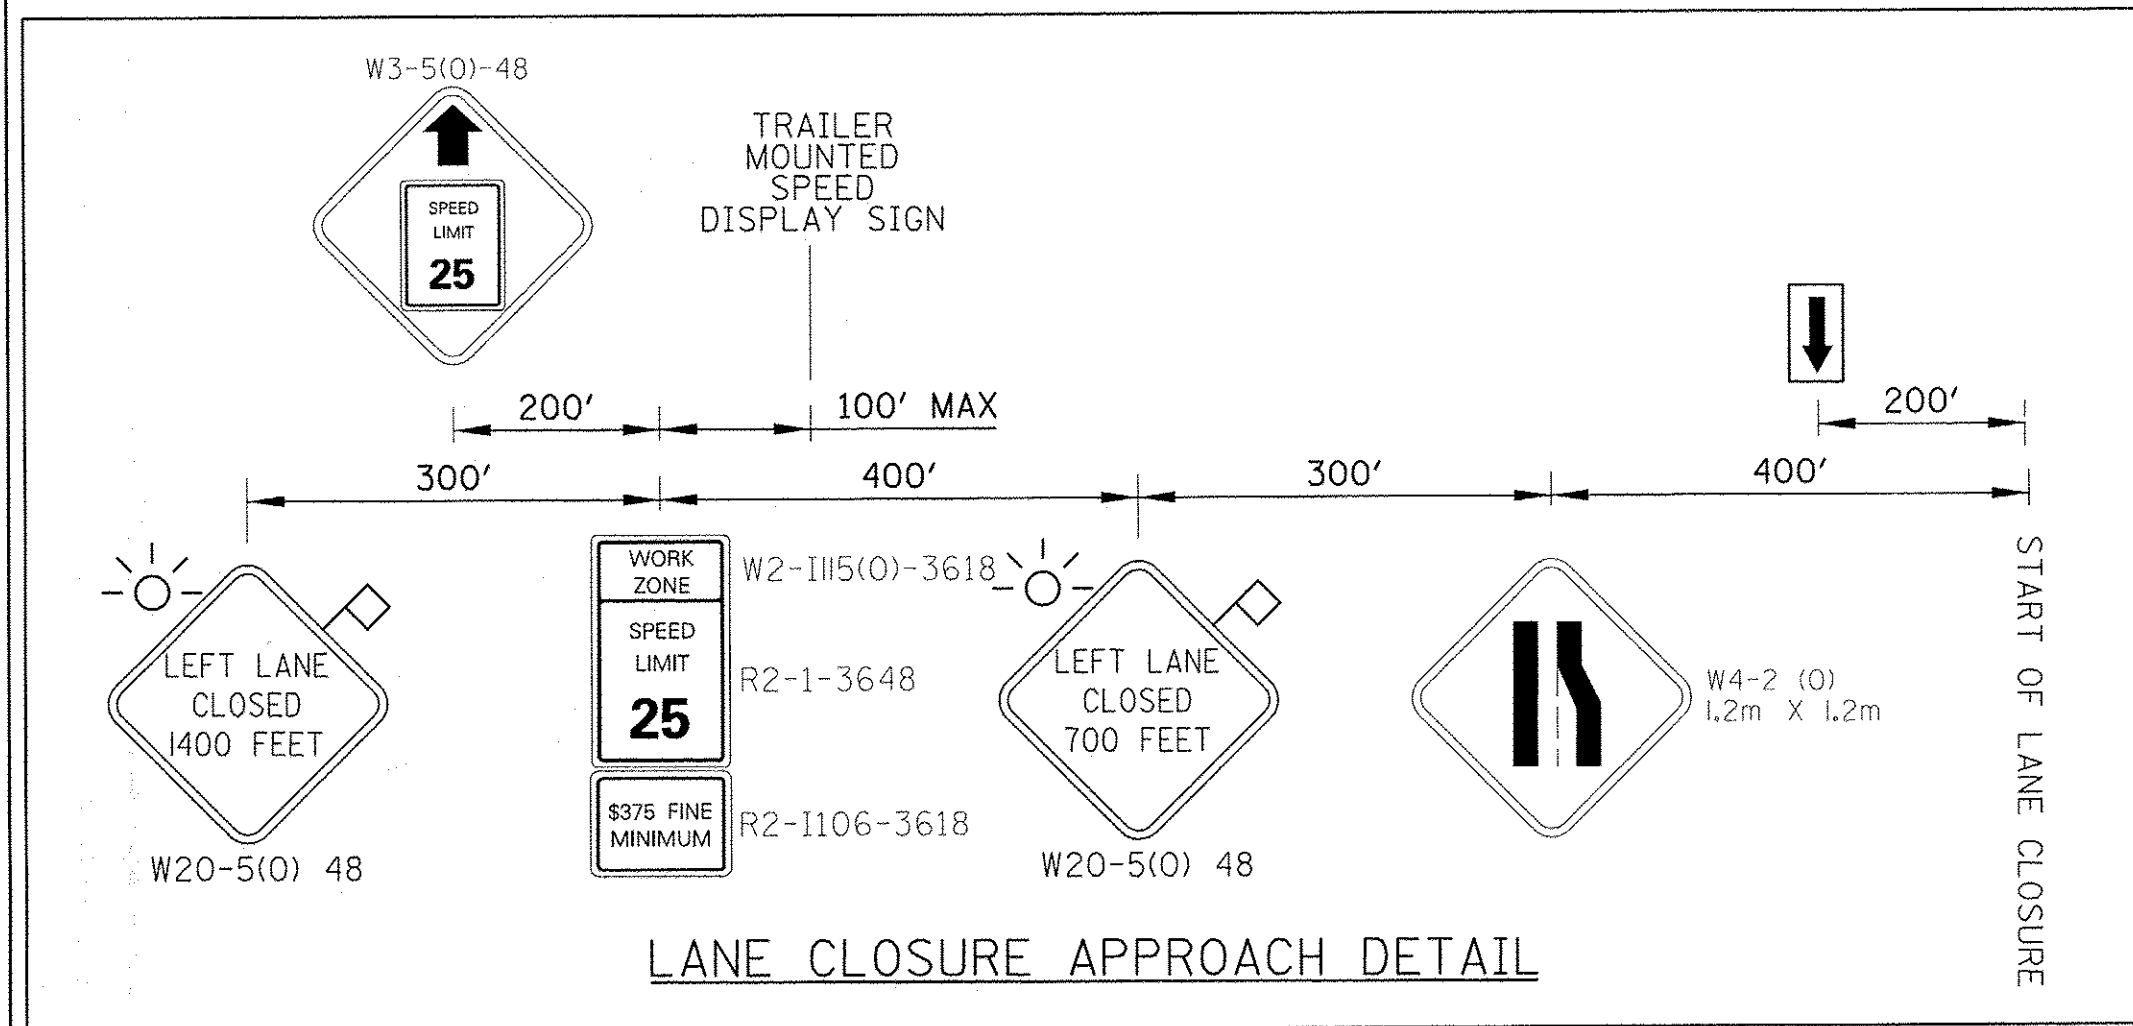 W3-5(O)-48
SPEED
LIMIT
25
TRAILER
MOUNTED
SPEED
DISPLAY SIGN
200'
100' MAX
200'
300'
400'
300'
400'
LEFT LANE
CLOSED
1400 FEET
W20-5(O) 48
WORK
ZONE
W2-I115(O)-3618
SPEED
LIMIT
25
R2-1-3648
$375 FINE
MINIMUM
R2-I106-3618
LEFT LANE
CLOSED
700 FEET
W20-5(O) 48
W4-2 (O)
1.2m X 1.2m
START OF LANE CLOSURE
LANE CLOSURE APPROACH DETAIL